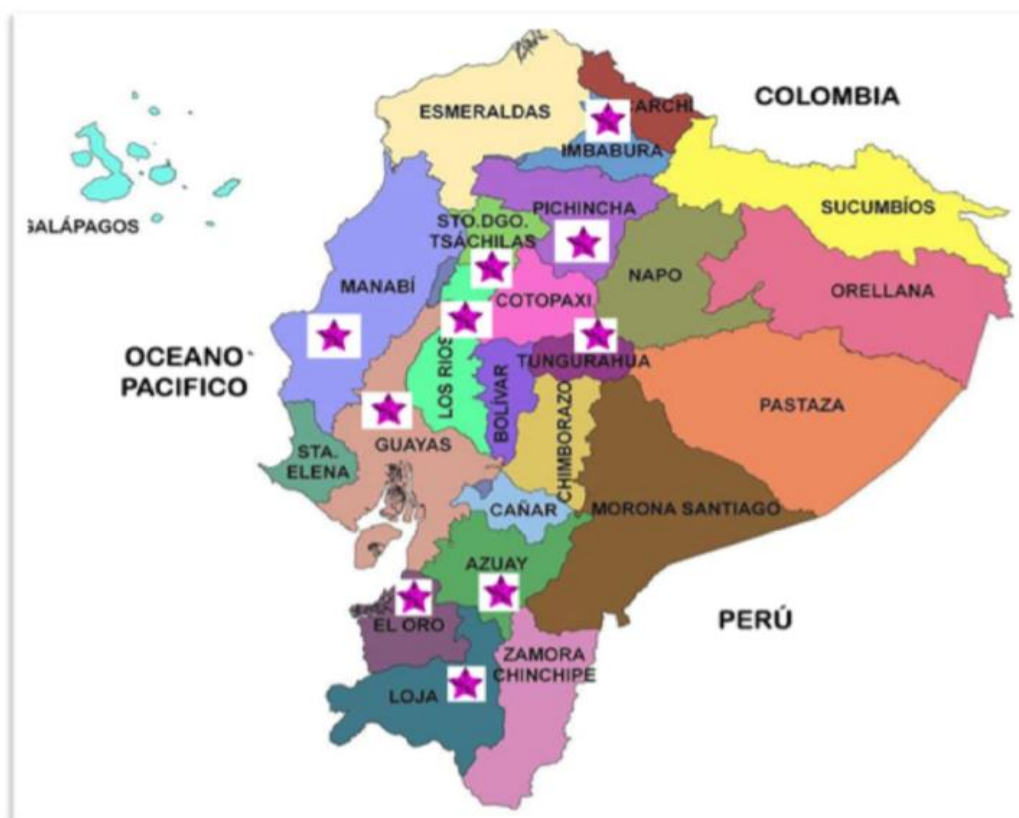 COLOMBIA
ESMERALDAS
CARCHI
IMBABURA
SUCUMBÍOS
PICHINCHA
GALÁPAGOS
STO.DGO.
TSÁCHILAS
NAPO
MANABÍ
COTOPAXI
ORELLANA
OCEANO
PACIFICO
TUNGURAHUA
LOS RIOS
BOLÍVAR
CHIMBORAZO
PASTAZA
GUAYAS
STA.
ELENA
CAÑAR
MORONA SANTIAGO
AZUAY
PERÚ
EL ORO
ZAMORA
CHINCHIPE
LOJA